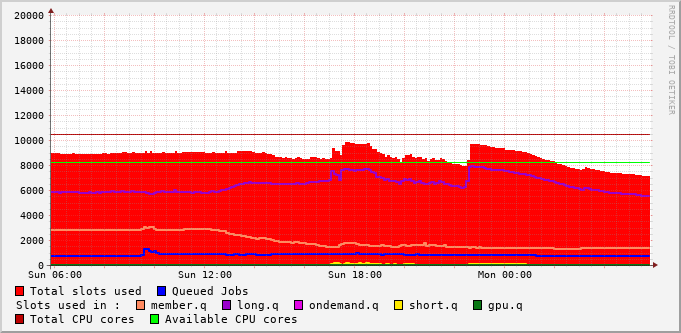 20000
18000
16000
14000
12000
10000
8000
6000
4000
2000
0
Sun 06:00 Sun 12:00 Sun 18:00 Mon 00:00
RRDTOOL / TOBI OETIKER
Total slots used Queued Jobs
Slots used in : member.q long.q ondemand.q short.q gpu.q
Total CPU cores Available CPU cores